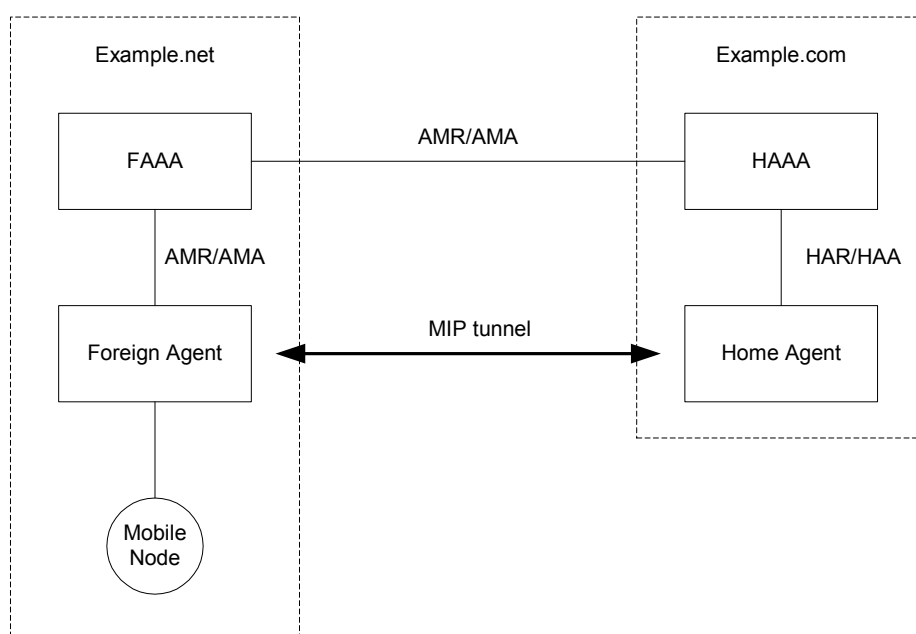 Example.net
Example.com
FAAA
AMR/AMA
HAAA
AMR/AMA
HAR/HAA
Foreign Agent
MIP tunnel
Home Agent
Mobile
Node